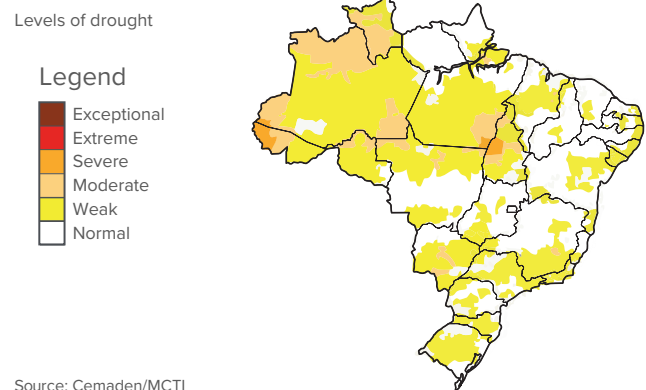 Levels of drought
Legend
Exceptional
Extreme
Severe
Moderate
Weak
Normal
Source: Cemaden/MCTI